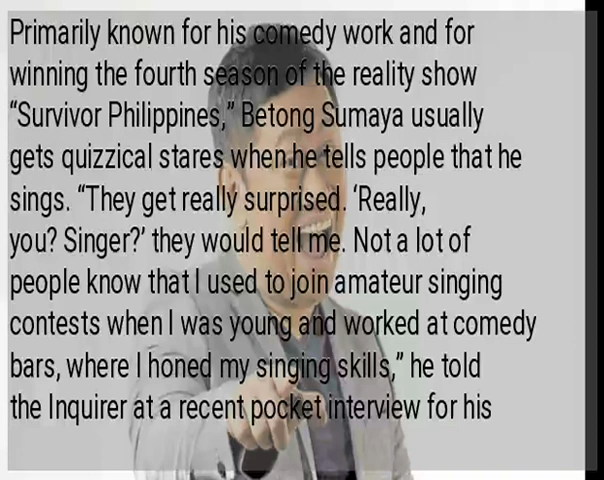 Primarily known for his comedy work and for
winning the fourth season of the reality show
“Survivor Philippines,” Betong Sumaya usually
gets quizzical stares when he tells people that he
sings. “They get really surprised. ‘Really,
you? Singer?’ they would tell me. Not a lot of
people know that I used to join amateur singing
contests when I was young and worked at comedy
bars, where I honed my singing skills,” he told
the Inquirer at a recent pocket interview for his